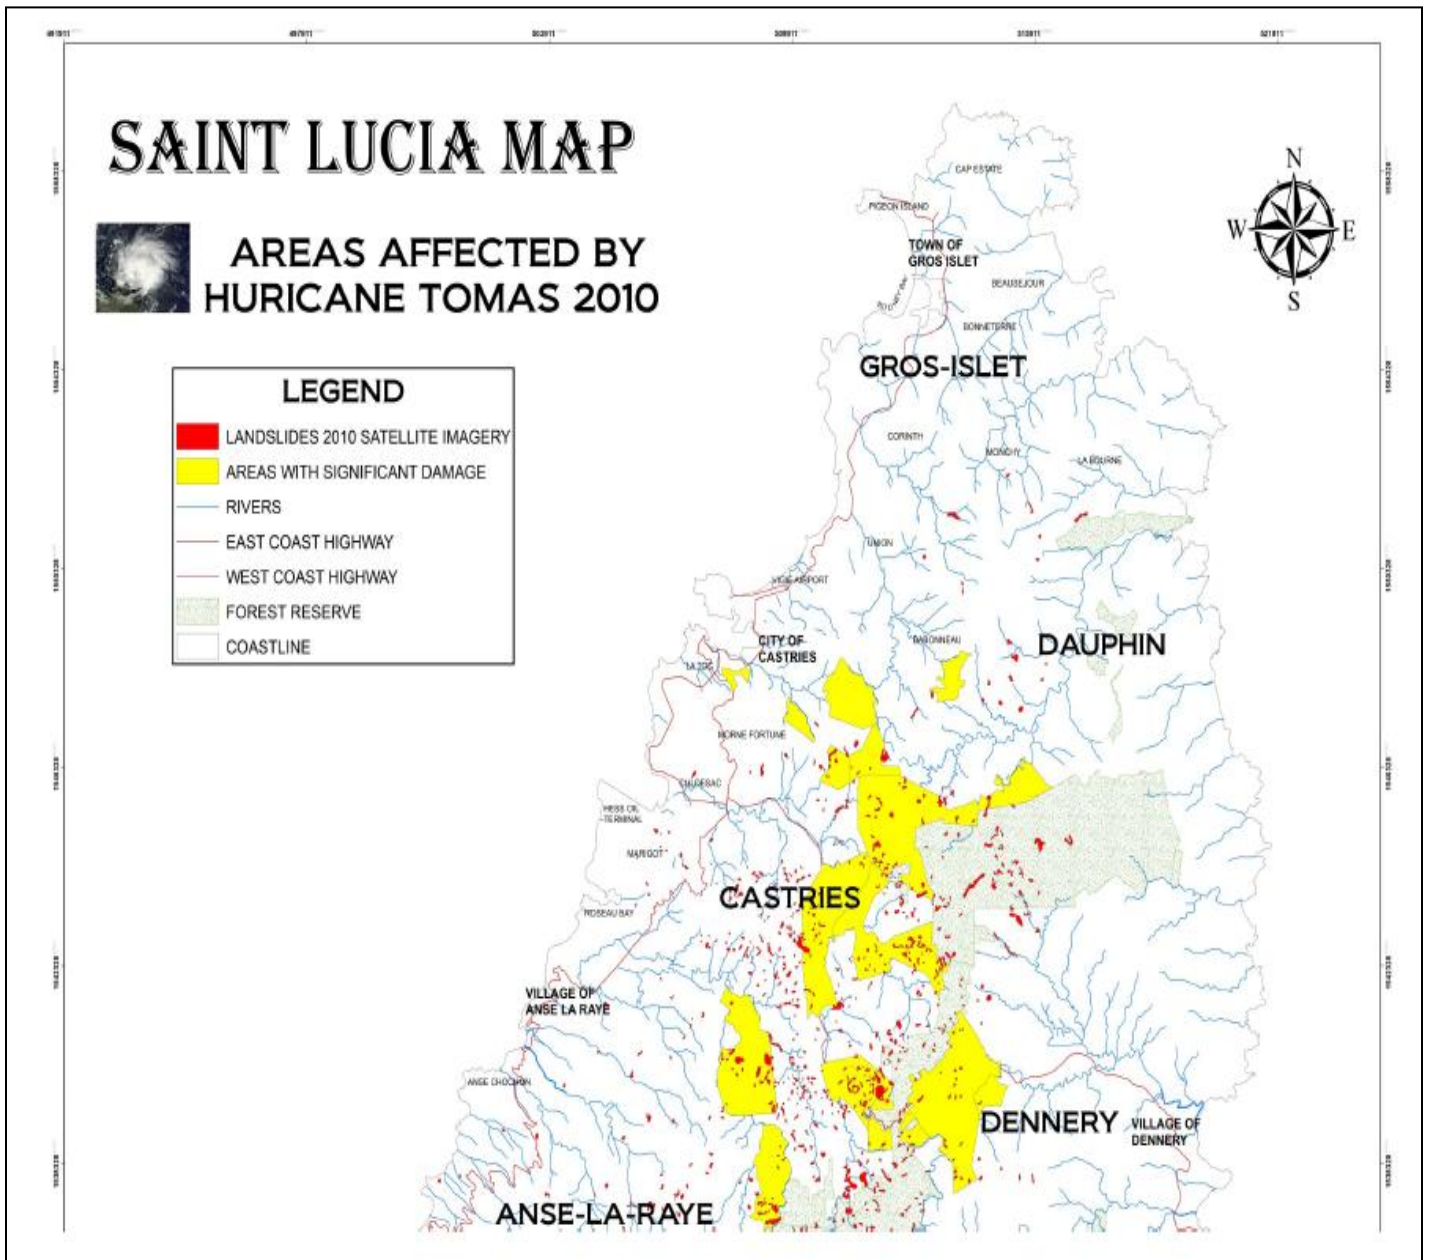 SAINT LUCIA MAP
AREAS AFFECTED BY
HURICANE TOMAS 2010
LEGEND
LANDSLIDES 2010 SATELLITE IMAGERY
AREAS WITH SIGNIFICANT DAMAGE
RIVERS
EAST COAST HIGHWAY
WEST COAST HIGHWAY
FOREST RESERVE
COASTLINE
N
W
E
S
CAP ESTATE
PIGEON ISLAND
TOWN OF
GROS ISLET
BEAUSEJOUR
BONNETERRE
GROS-ISLET
CORINTH
MONCHY
LA BOURNE
UNION
VIGIE AIRPORT
CITY OF
CASTRIES
BABONNEAU
DAUPHIN
MORNE FORTUNE
CULDESAC
HESS OIL
TERMINAL
MARIGOT
CASTRIES
ROSEAU BAY
VILLAGE OF
ANSE LA RAYE
ANSE CHOCHON
DENNERY
VILLAGE OF
DENNERY
ANSE-LA-RAYE